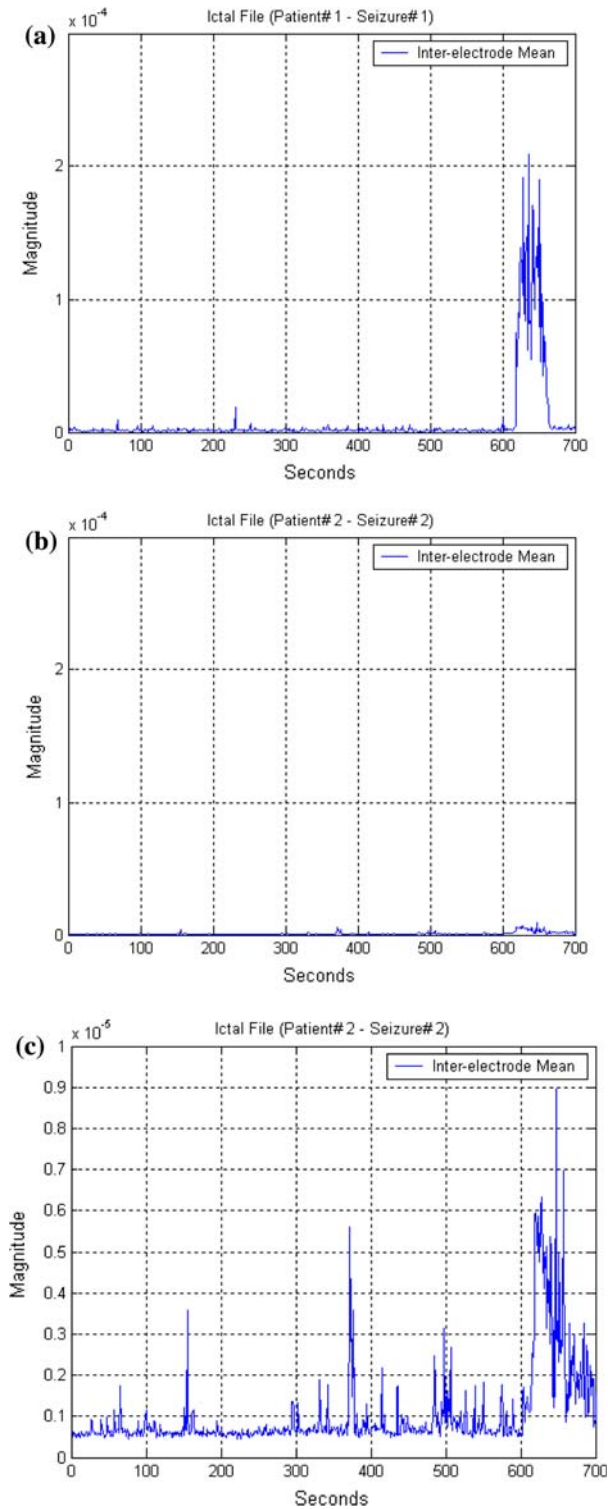 (a)
Ictal File (Patient#1 - Seizure#1)
x 10-4
Inter-electrode Mean
3
2
1
0
Magnitude
0 100 200 300 400 500 600 700
Seconds
(b)
Ictal File (Patient#2 - Seizure#2)
x 10-4
Inter-electrode Mean
3
2
1
0
Magnitude
0 100 200 300 400 500 600 700
Seconds
(c)
Ictal File (Patient#2 - Seizure#2)
x 10-5
Inter-electrode Mean
1
0.9
0.8
0.7
0.6
0.5
0.4
0.3
0.2
0.1
0
Magnitude
0 100 200 300 400 500 600 700
Seconds